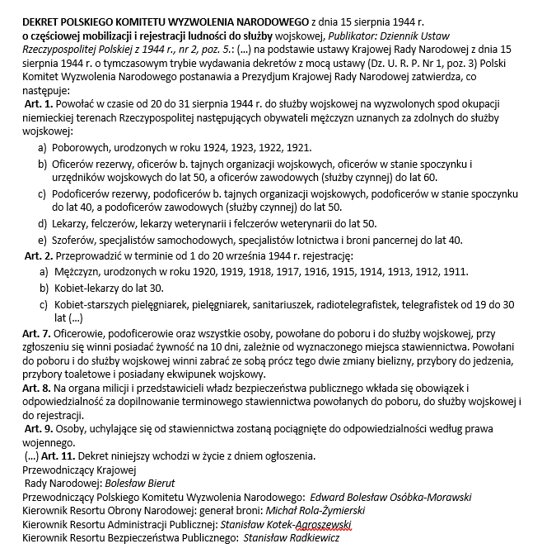 DEKRET POLSKIEGO KOMITETU WYZWOLENIA NARODOWEGO z dnia 15 sierpnia 1944 r.
o częściowej mobilizacji i rejestracji ludności do służby wojskowej, Publikator: Dziennik Ustaw
Rzeczypospolitej Polskiej z 1944 r., nr 2, poz. 5.: (...) na podstawie ustawy Krajowej Rady Narodowej z dnia 15
sierpnia 1944 r. o tymczasowym trybie wydawania dekretów z mocą ustawy (Dz. U. R. P. Nr 1, poz. 3) Polski
Komitet Wyzwolenia Narodowego postanawia a Prezydjum Krajowej Rady Narodowej zatwierdza, co
następuje:
Art. 1. Powołać w czasie od 20 do 31 sierpnia 1944 r. do służby wojskowej na wyzwolonych spod okupacji
niemieckiej terenach Rzeczypospolitej następujących obywateli mężczyzn uznanych za zdolnych do służby
wojskowej:
a) Poborowych, urodzonych w roku 1924, 1923, 1922, 1921.
b) Oficerów rezerwy, oficerów b. tajnych organizacji wojskowych, oficerów w stanie spoczynku i
urzędników wojskowych do lat 50, a oficerów zawodowych (służby czynnej) do lat 60.
c) Podoficerów rezerwy, podoficerów b. tajnych organizacji wojskowych, podoficerów w stanie spoczynku
do lat 40, a podoficerów zawodowych (służby czynnej) do lat 50.
d) Lekarzy, felczerów, lekarzy weterynarii i felczerów weterynarii do lat 50.
e) Szoferów, specjalistów samochodowych, specjalistów lotnictwa i broni pancernej do lat 40.
Art. 2. Przeprowadzić w terminie od 1 do 20 września 1944 r. rejestrację:
a) Mężczyzn, urodzonych w roku 1920, 1919, 1918, 1917, 1916, 1915, 1914, 1913, 1912, 1911.
b) Kobiet-lekarzy do lat 30.
c) Kobiet-starszych pielęgniarek, pielęgniarek, sanitariuszek, radiotelegrafistek, telegrafistek od 19 do 30
lat (...)
Art. 7. Oficerowie, podoficerowie oraz wszystkie osoby, powołane do poboru i do służby wojskowej, przy
zgłoszeniu się winni posiadać żywność na 10 dni, zależnie od wyznaczonego miejsca stawiennictwa. Powołani
do poboru i do służby wojskowej winni zabrać ze sobą prócz tego dwie zmiany bielizny, przybory do jedzenia,
przybory toaletowe i posiadany ekwipunek wojskowy.
Art. 8. Na organa milicji i przedstawicieli władz bezpieczeństwa publicznego wkłada się obowiązek i
odpowiedzialność za dopilnowanie terminowego stawiennictwa powołanych do poboru, do służby wojskowej i
do rejestracji.
Art. 9. Osoby, uchylające się od stawiennictwa zostaną pociągnięte do odpowiedzialności według prawa
wojennego.
(...) Art. 11. Dekret niniejszy wchodzi w życie z dniem ogłoszenia.
Przewodniczący Krajowej
Rady Narodowej: Bolesław Bierut
Przewodniczący Polskiego Komitetu Wyzwolenia Narodowego: Edward Bolesław Osóbka-Morawski
Kierownik Resortu Obrony Narodowej: generał broni: Michał Rola-Żymierski
Kierownik Resortu Administracji Publicznej: Stanisław Kotek-Agroszewski
Kierownik Resortu Bezpieczeństwa Publicznego: Stanisław Radkiewicz